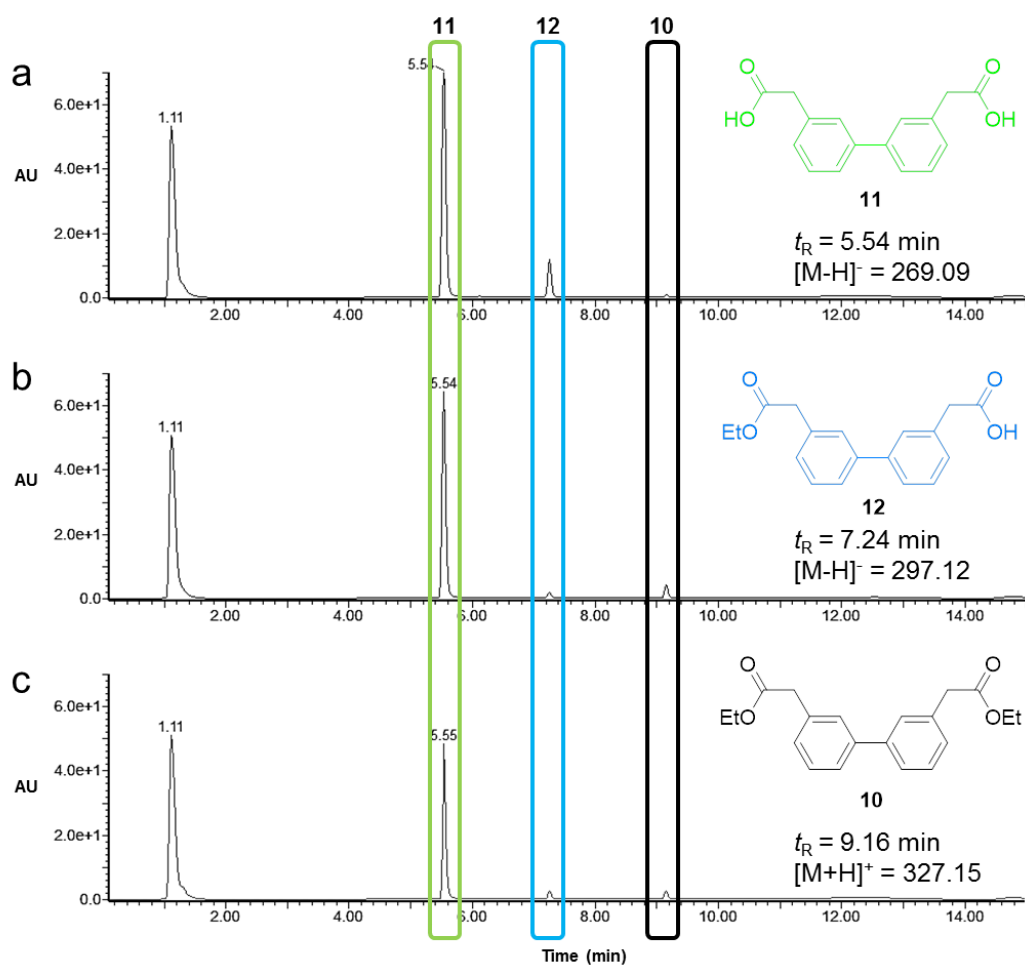 11 12 10
a
AU
6.0e+1
4.0e+1
2.0e+1
0.0
1.11
5.54
2.00 4.00 6.00 8.00 10.00 12.00 14.00
O O
HO OH
11
tR = 5.54 min
[M-H]- = 269.09
b
AU
6.0e+1
4.0e+1
2.0e+1
0.0
1.11
5.54
2.00 4.00 6.00 8.00 10.00 12.00 14.00
O O
EtO OH
12
tR = 7.24 min
[M-H]- = 297.12
c
AU
6.0e+1
4.0e+1
2.0e+1
0.0
1.11
5.55
2.00 4.00 6.00 8.00 10.00 12.00 14.00
O O
EtO OEt
10
tR = 9.16 min
[M+H]+ = 327.15
Time (min)